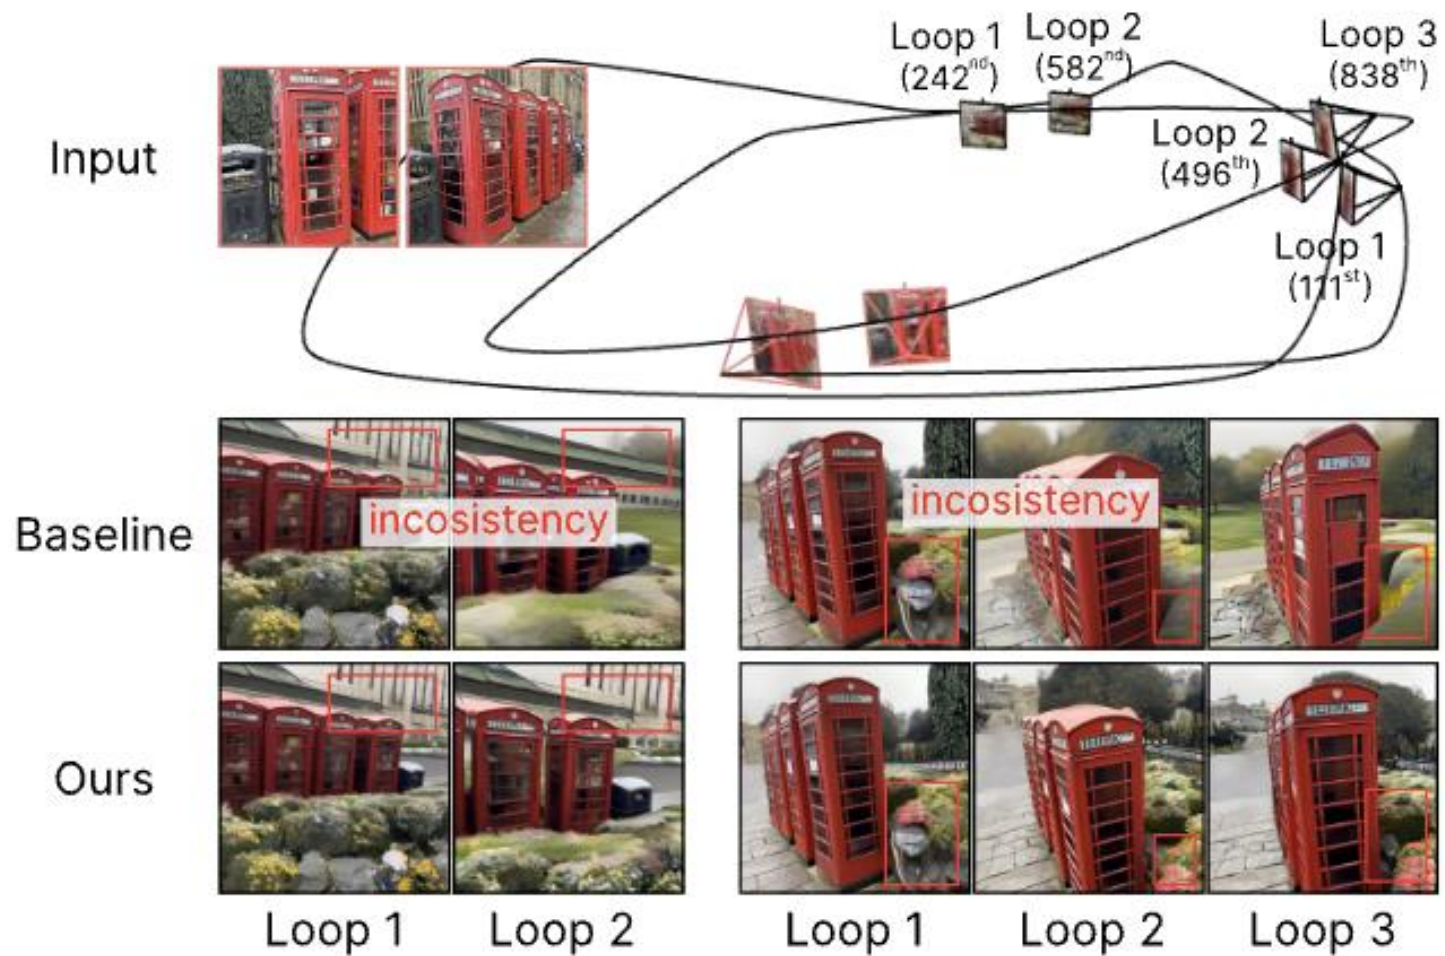 Loop 1
(242nd)
Loop 2
(582nd)
Loop 3
(838th)
Input
Loop 2
(496th)
Loop 1
(111st)
Baseline
incosistency
incosistency
Ours
Loop 1
Loop 2
Loop 1
Loop 2
Loop 3